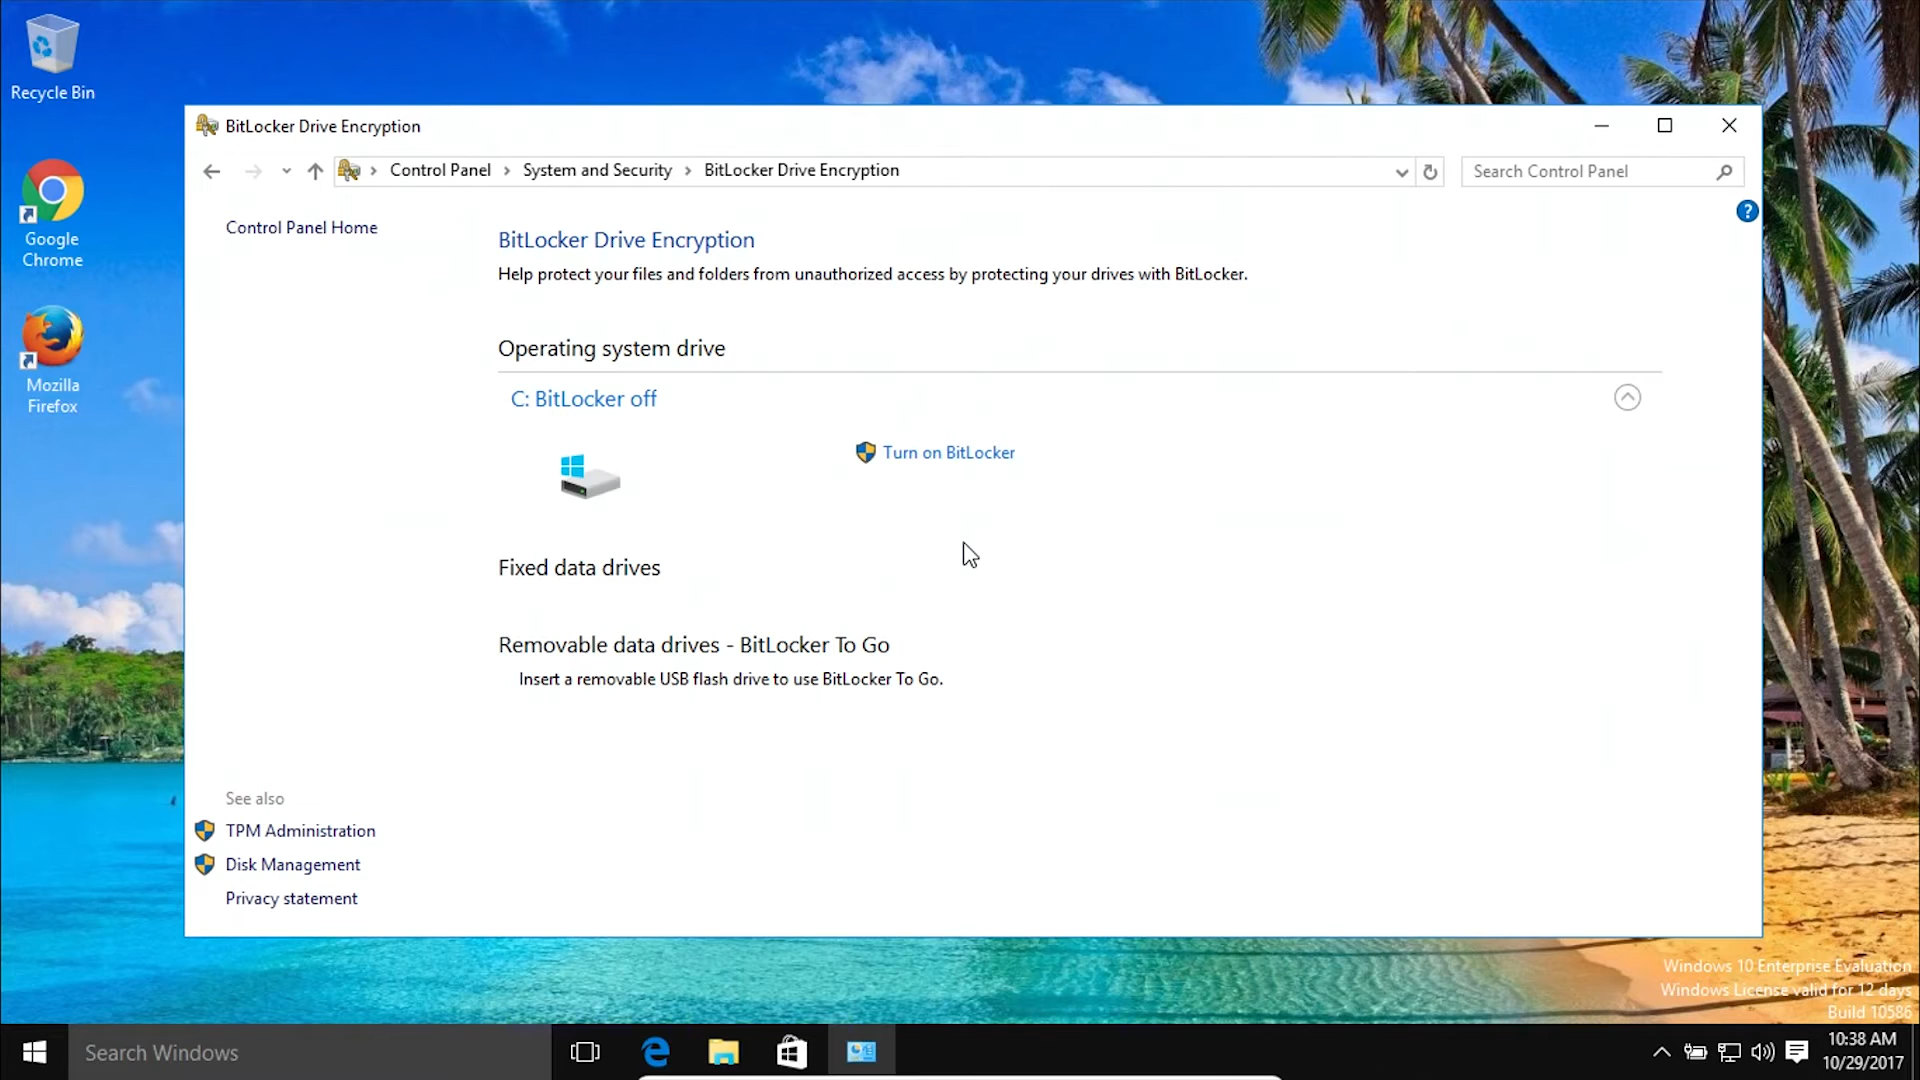 Recycle Bin
Google
Chrome
Mozilla
Firefox
BitLocker Drive Encryption
Control Panel > System and Security > BitLocker Drive Encryption
Search Control Panel
?
Control Panel Home
BitLocker Drive Encryption
Help protect your files and folders from unauthorized access by protecting your drives with BitLocker.
Operating system drive
C: BitLocker off
Turn on BitLocker
Fixed data drives
Removable data drives - BitLocker To Go
Insert a removable USB flash drive to use BitLocker To Go.
See also
TPM Administration
Disk Management
Privacy statement
Windows 10 Enterprise Evaluation
Windows License valid for 12 days
Build 10586
Search Windows
10:38 AM
10/29/2017